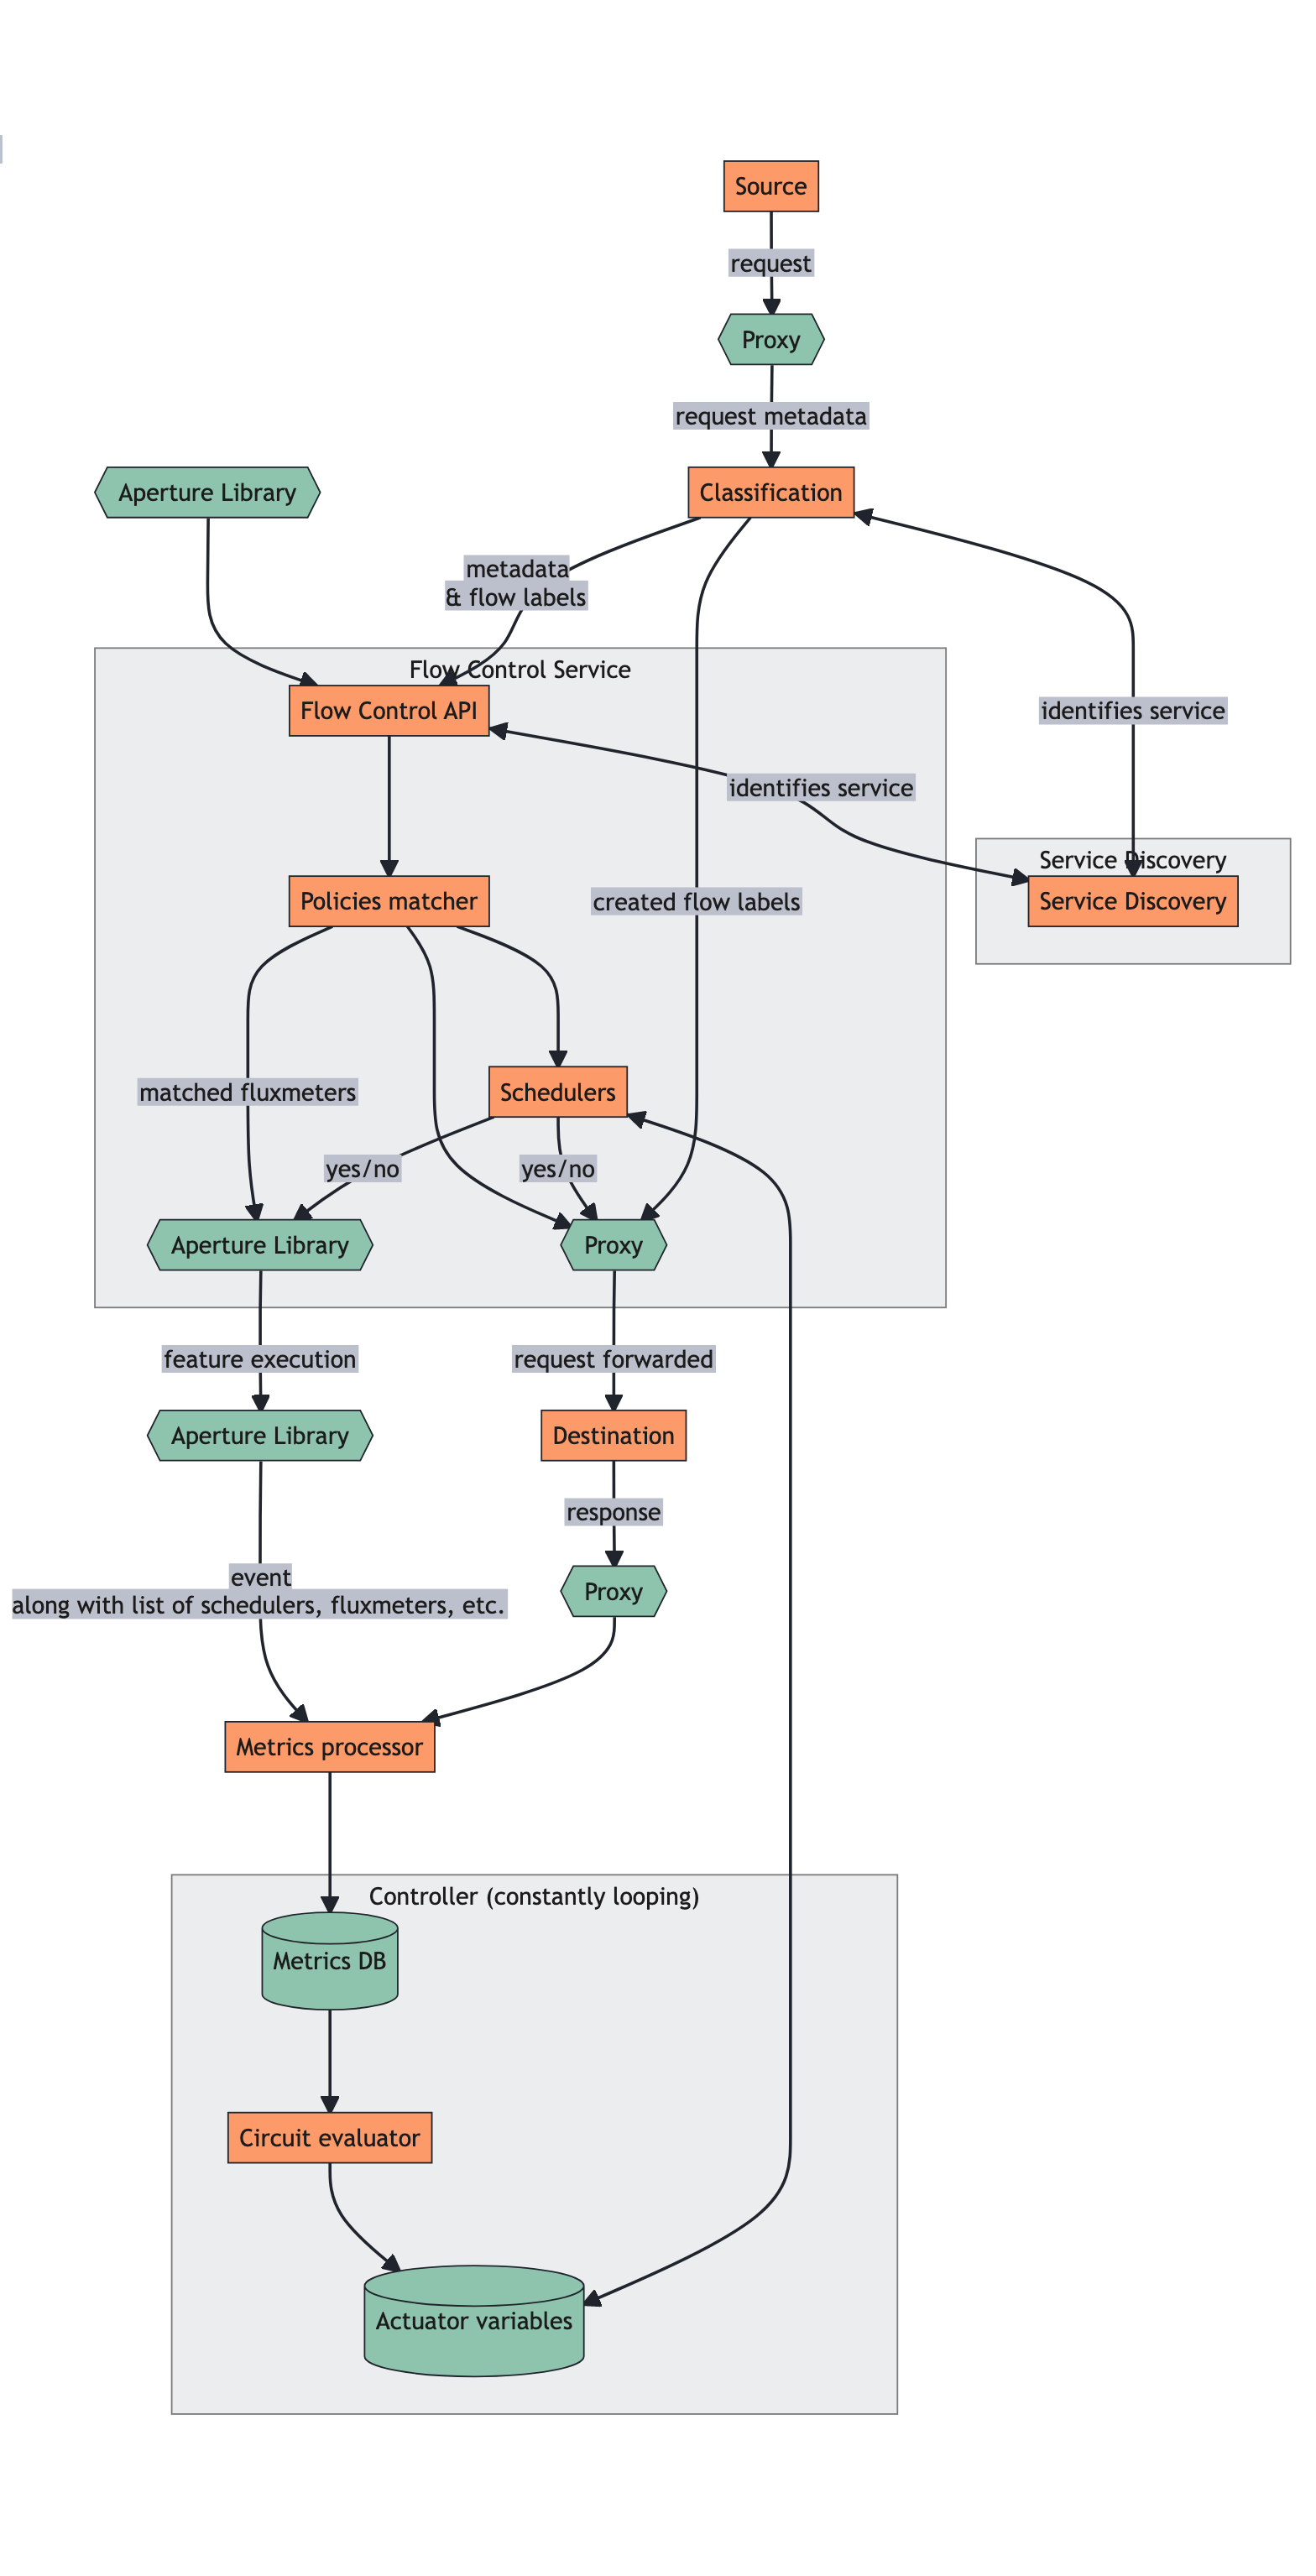 Source
request
Proxy
request metadata
Aperture Library
Classification
metadata
& flow labels
Flow Control Service
Flow Control API
identifies service
identifies service
Service Discovery
Policies matcher
created flow labels
Service Discovery
matched fluxmeters
Schedulers
yes/no
yes/no
Aperture Library
Proxy
feature execution
request forwarded
Aperture Library
Destination
response
event
along with list of schedulers, fluxmeters, etc.
Proxy
Metrics processor
Controller (constantly looping)
Metrics DB
Circuit evaluator
Actuator variables